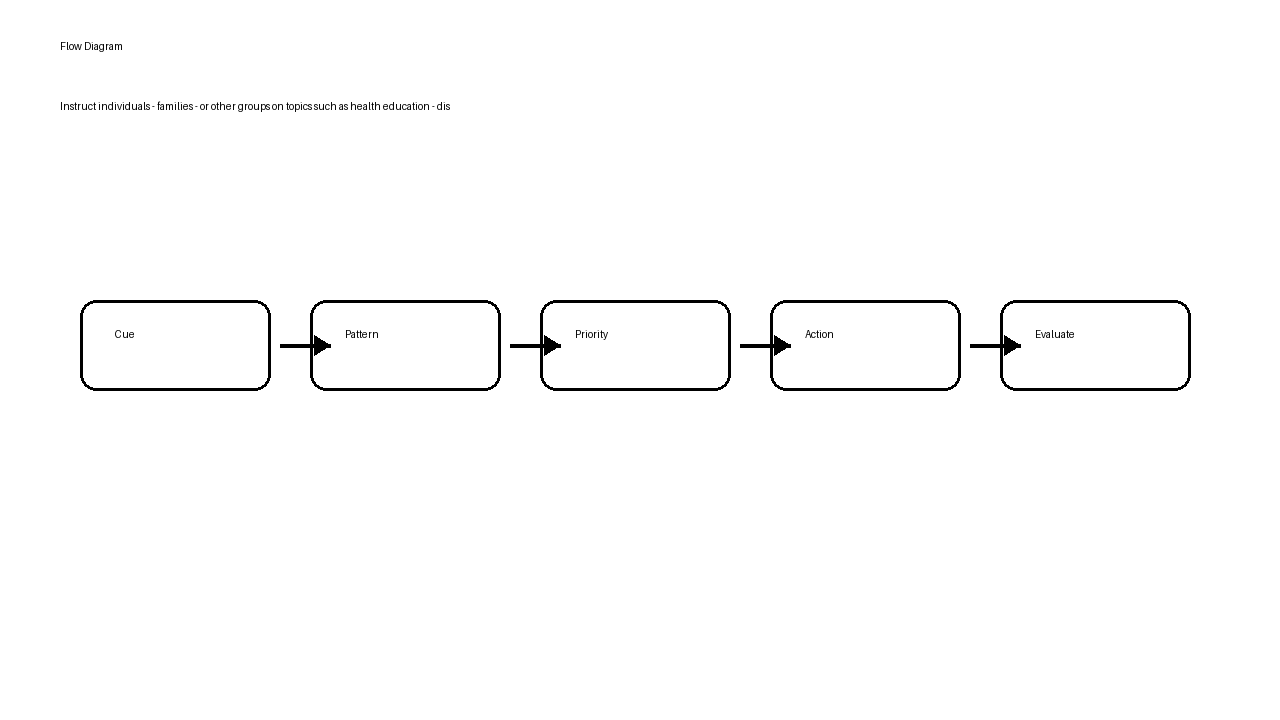 Flow Diagram
Instruct individuals - families - or other groups on topics such as health education - dis
Cue
Pattern
Priority
Action
Evaluate